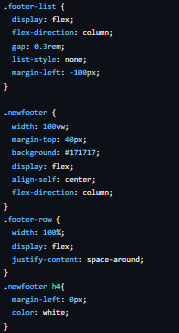 .footer-list {
display: flex;
flex-direction: column;
gap: 0.3rem;
list-style: none;
margin-left: -100px;
}
.newfooter {
width: 100vw;
margin-top: 40px;
background: #171717;
display: flex;
align-self: center;
flex-direction: column;
}
.footer-row {
width: 100%;
display: flex;
justify-content: space-around;
}
.newfooter h4{
margin-left: 0px;
color: white;
}